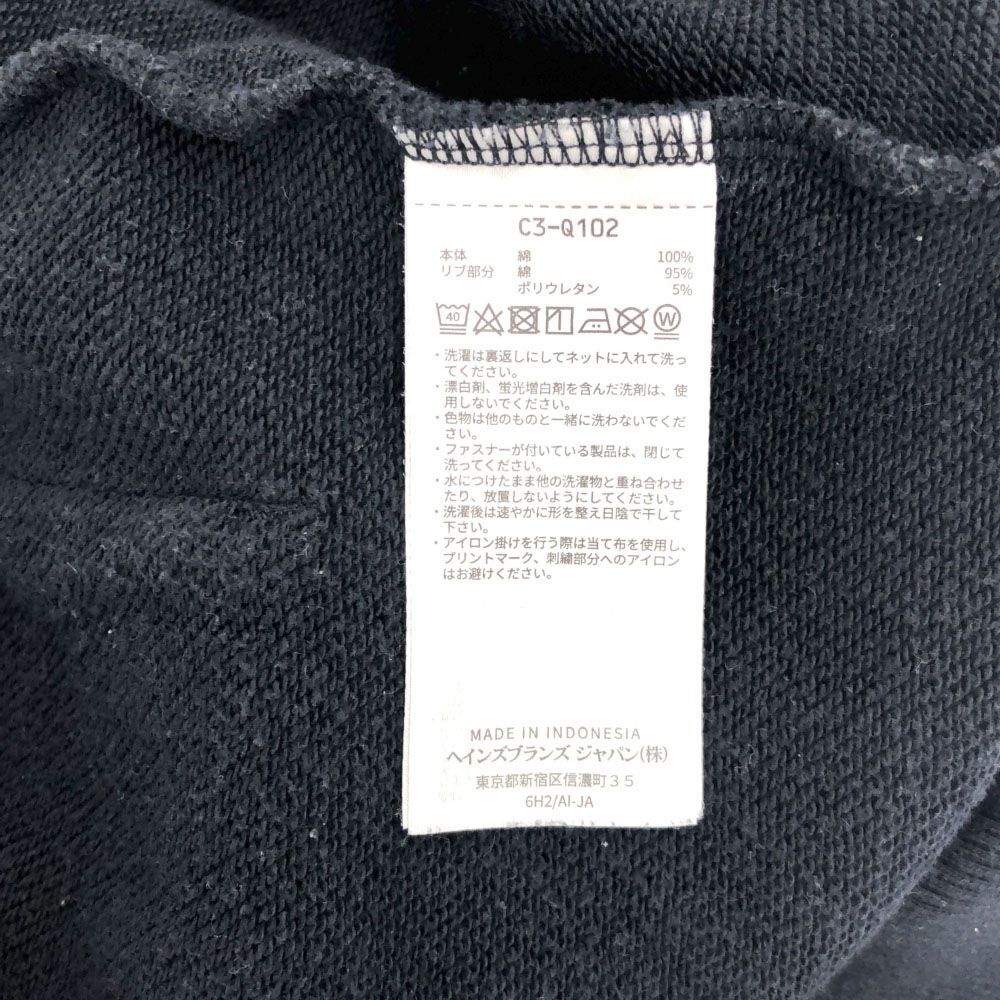 C3-Q102
本体 綿 100%
リブ部分 綿 95%
ポリウレタン 5%
40 W
・洗濯は裏返しにしてネットに入れて洗っ
てください。
・漂白剤、蛍光増白剤を含んだ洗剤は、使
用しないでください。
・色物は他のものと一緒に洗わないでくだ
さい。
・ファスナーが付いている製品は、閉じて
洗ってください。
・水につけたまま他の洗濯物と重ね合わせ
たり、放置しないようにしてください。
・洗濯後は速やかに形を整え日陰で干して
下さい。
・アイロン掛けを行う際は当て布を使用し、
プリントマーク、刺繍部分へのアイロン
はお避けください。
MADE IN INDONESIA
ヘインズブランズ ジャパン(株)
東京都新宿区信濃町３５
6H2/AI-JA